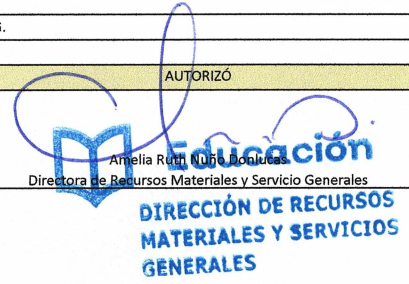 AUTORIZÓ
Educación
Amelia Ruth Nuño Donlucas
Directora de Recursos Materiales y Servicio Generales
DIRECCIÓN DE RECURSOS
MATERIALES Y SERVICIOS
GENERALES